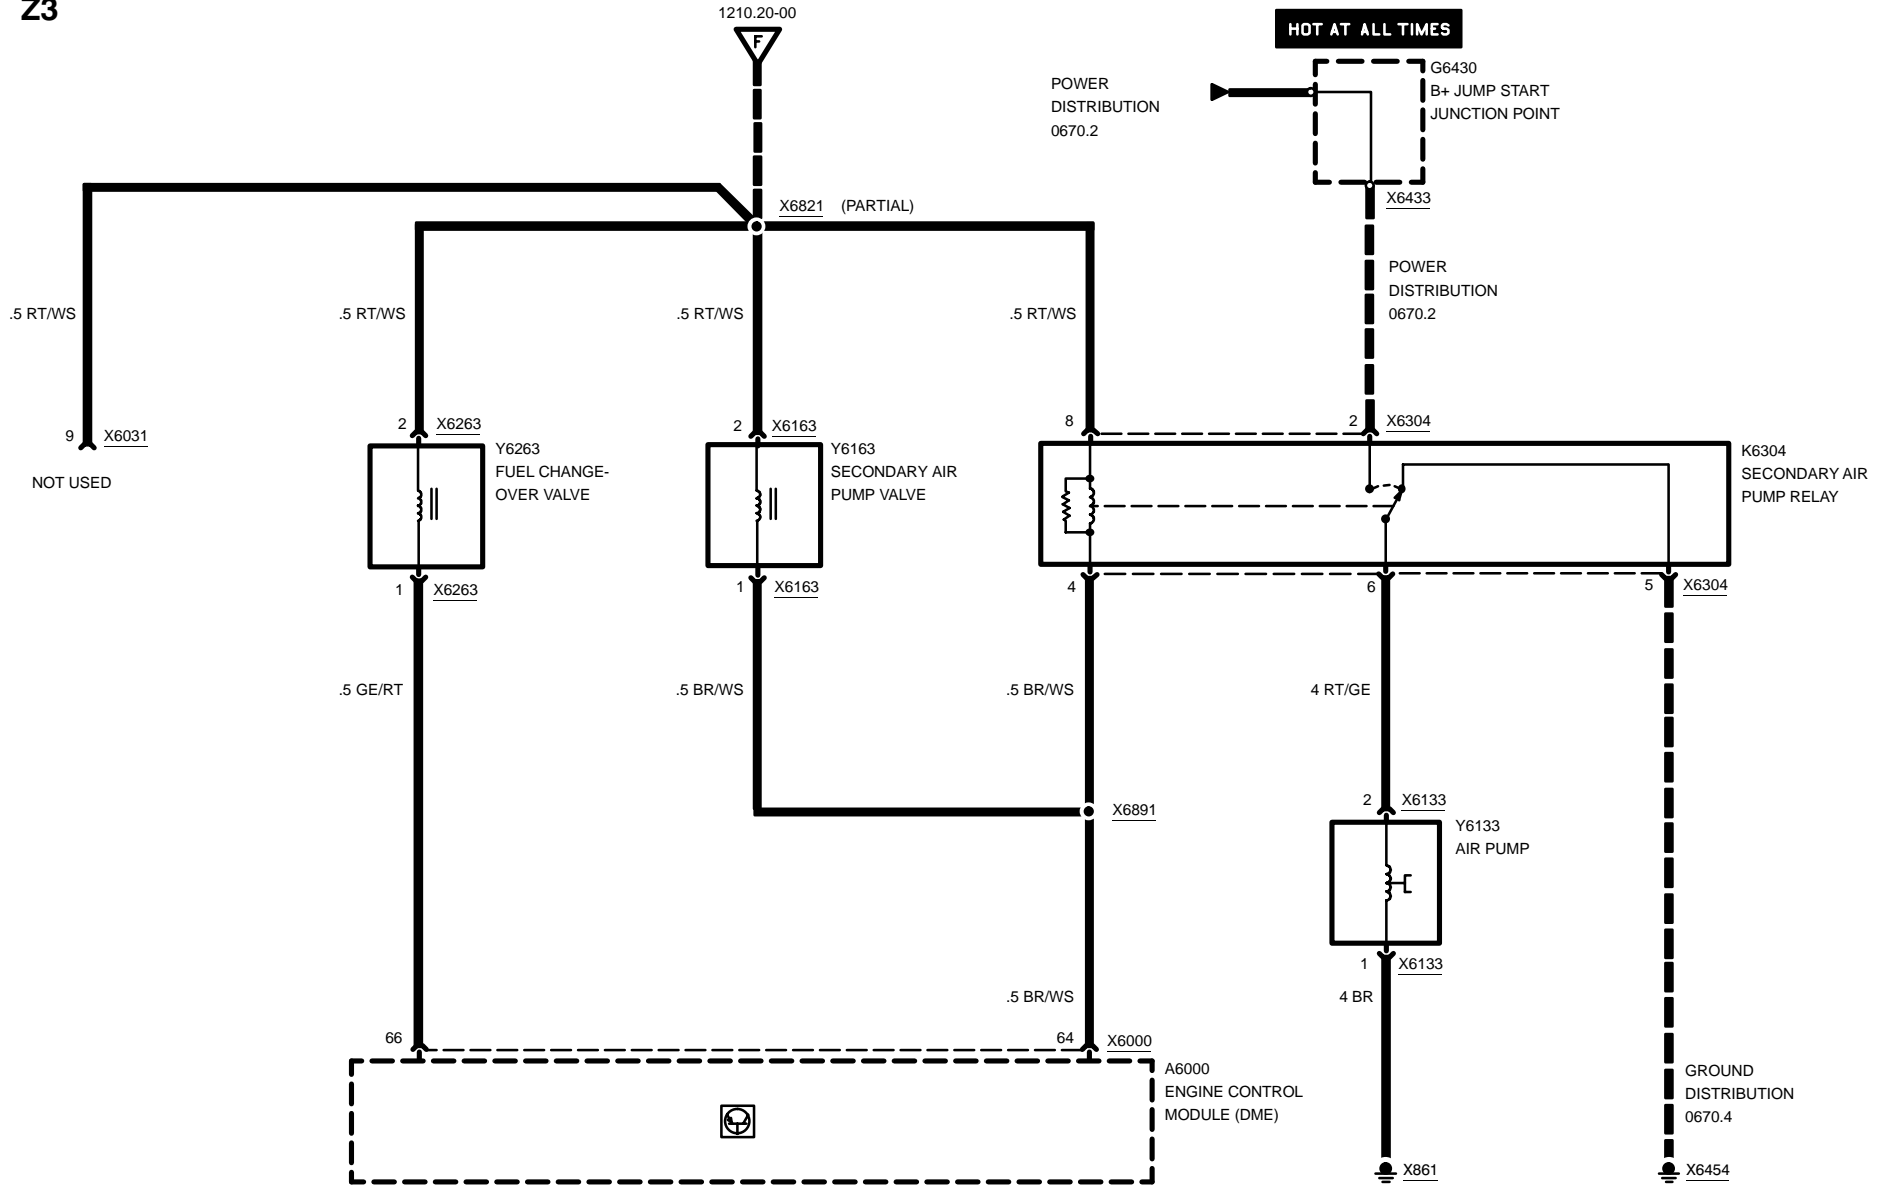 Z3
1210.20-00
F
HOT AT ALL TIMES
POWER
DISTRIBUTION
0670.2
G6430
B+ JUMP START
JUNCTION POINT
X6433
X6821 (PARTIAL)
POWER
DISTRIBUTION
0670.2
.5 RT/WS
.5 RT/WS
.5 RT/WS
.5 RT/WS
9 X6031
NOT USED
2 X6263
Y6263
FUEL CHANGE-
OVER VALVE
1 X6263
2 X6163
Y6163
SECONDARY AIR
PUMP VALVE
1 X6163
8
2 X6304
K6304
SECONDARY AIR
PUMP RELAY
4
6
5 X6304
.5 GE/RT
.5 BR/WS
.5 BR/WS
4 RT/GE
X6891
2 X6133
Y6133
AIR PUMP
1 X6133
.5 BR/WS
4 BR
66
64 X6000
A6000
ENGINE CONTROL
MODULE (DME)
GROUND
DISTRIBUTION
0670.4
X861
X6454